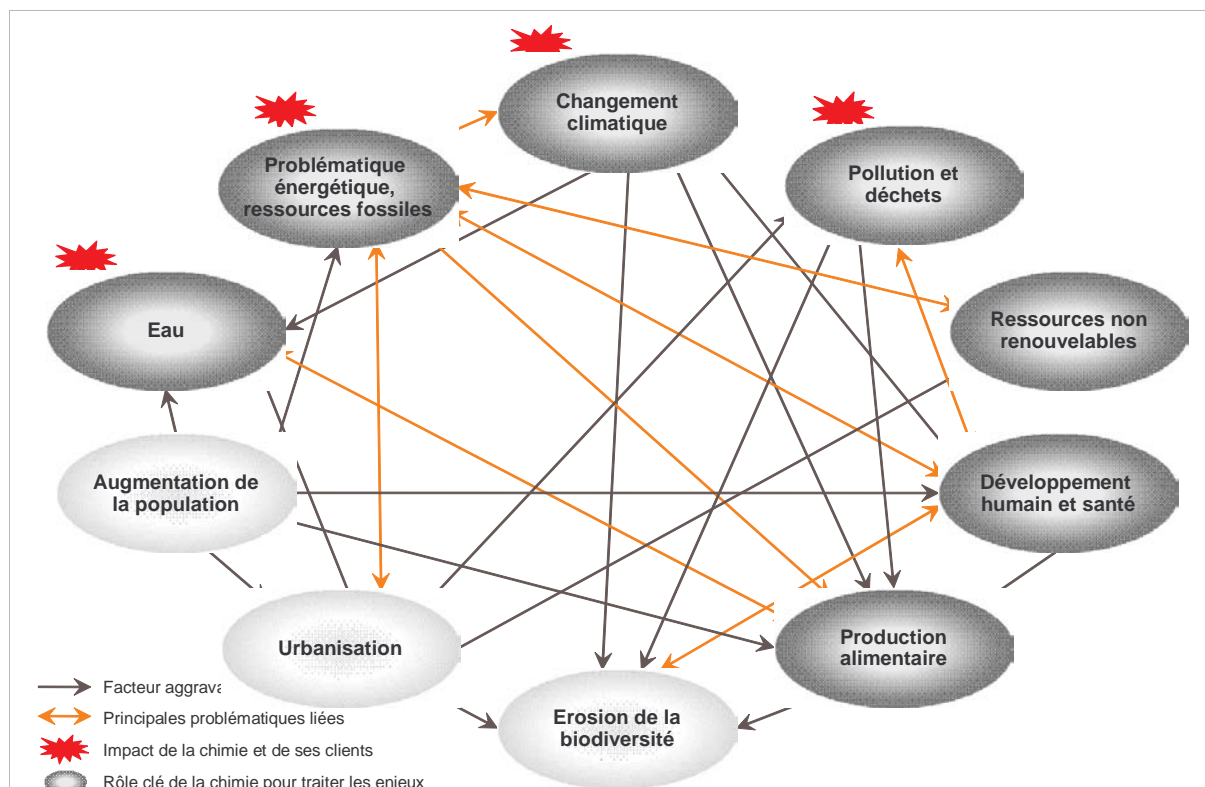 Changement
climatique
Problématique
énergétique,
ressources fossiles
Pollution et
déchets
Eau
Ressources non
renouvelables
Augmentation de
la population
Développement
humain et santé
Urbanisation
Production
alimentaire
Erosion de la
biodiversité
Facteur aggrava
Principales problématiques liées
Impact de la chimie et de ses clients
Rôle clé de la chimie pour traiter les enjeux